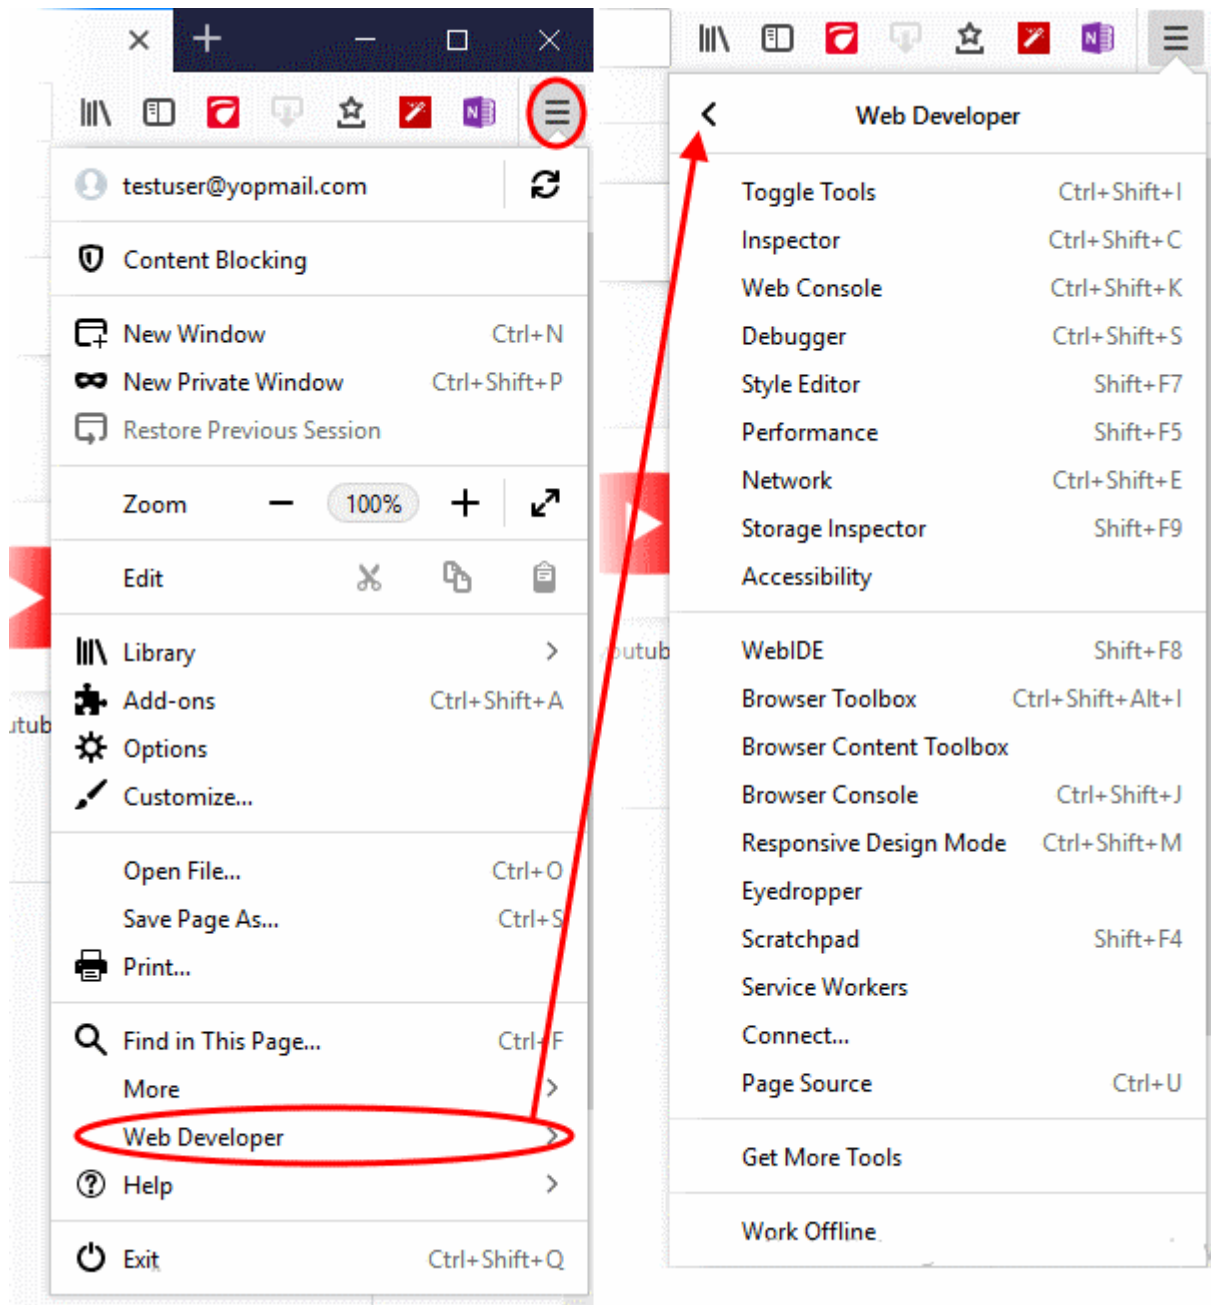 testuser@yopmail.com
Content Blocking
New Window Ctrl+N
New Private Window Ctrl+Shift+P
Restore Previous Session
Zoom 100%
Edit
Library
Add-ons Ctrl+Shift+A
Options
Customize...
Open File... Ctrl+O
Save Page As... Ctrl+S
Print...
Find in This Page... Ctrl+F
More
Web Developer
Help
Exit Ctrl+Shift+Q
utub
N
Web Developer
Toggle Tools Ctrl+Shift+I
Inspector Ctrl+Shift+C
Web Console Ctrl+Shift+K
Debugger Ctrl+Shift+S
Style Editor Shift+F7
Performance Shift+F5
Network Ctrl+Shift+E
Storage Inspector Shift+F9
Accessibility
WebIDE Shift+F8
Browser Toolbox Ctrl+Shift+Alt+I
Browser Content Toolbox
Browser Console Ctrl+Shift+J
Responsive Design Mode Ctrl+Shift+M
Eyedropper
Scratchpad Shift+F4
Service Workers
Connect...
Page Source Ctrl+U
Get More Tools
Work Offline
outub
N